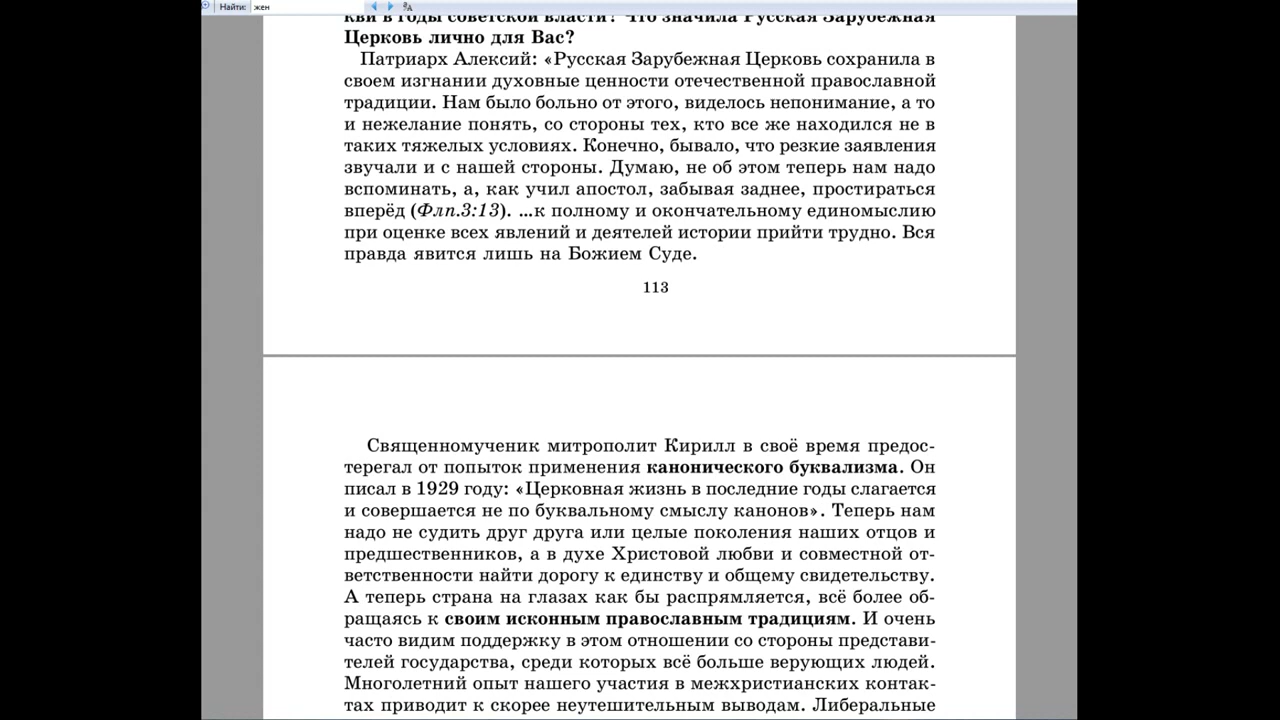 Найти: жен
кви в годы советской власти? Что значила Русская Зарубежная
Церковь лично для Вас?
Патриарх Алексий: «Русская Зарубежная Церковь сохранила в
своем изгнании духовные ценности отечественной православной
традиции. Нам было больно от этого, виделось непонимание, а то
и нежелание понять, со стороны тех, кто все же находился не в
таких тяжелых условиях. Конечно, бывало, что резкие заявления
звучали и с нашей стороны. Думаю, не об этом теперь нам надо
вспоминать, а, как учил апостол, забывая заднее, простираться
вперёд (Флп.3:13). ...к полному и окончательному единомыслию
при оценке всех явлений и деятелей истории прийти трудно. Вся
правда явится лишь на Божием Суде.
113
Священномученик митрополит Кирилл в своё время предос-
терегал от попыток применения канонического буквализма. Он
писал в 1929 году: «Церковная жизнь в последние годы слагается
и совершается не по буквальному смыслу канонов». Теперь нам
надо не судить друг друга или целые поколения наших отцов и
предшественников, а в духе Христовой любви и совместной от-
ветственности найти дорогу к единству и общему свидетельству.
А теперь страна на глазах как бы распрямляется, всё более об-
ращаясь к своим исконным православным традициям. И очень
часто видим поддержку в этом отношении со стороны представи-
телей государства, среди которых всё больше верующих людей.
Многолетний опыт нашего участия в межхристианских контак-
тах приводит к скорее неутешительным выводам. Либеральные